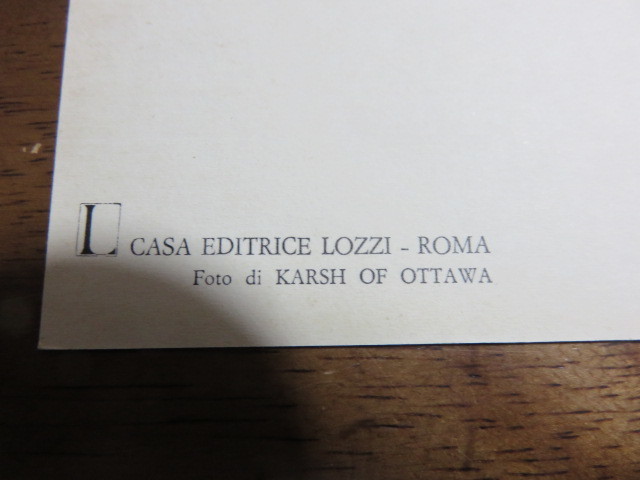 L CASA EDITRICE LOZZI - ROMA
Foto di KARSH OF OTTAWA